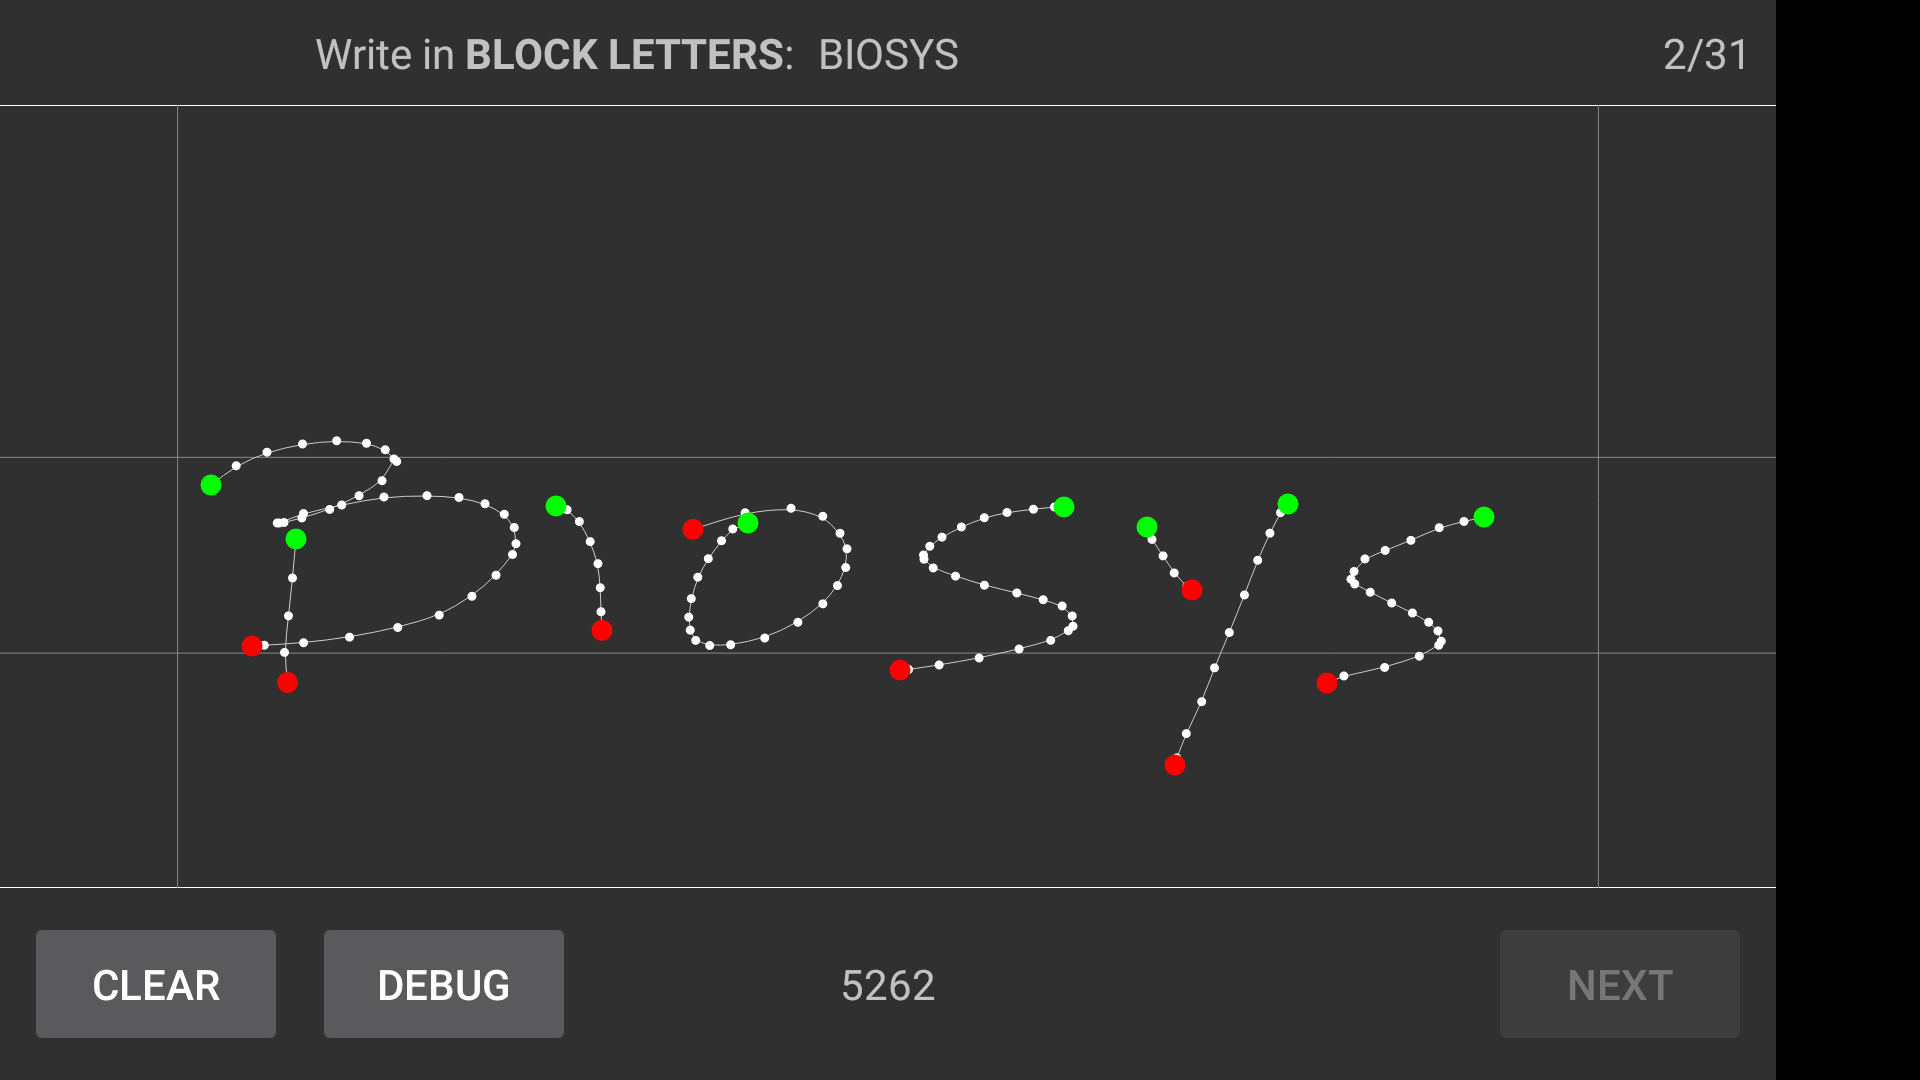 Write in BLOCK LETTERS: BIOSYS
2/31
BIOSYS
CLEAR
DEBUG
5262
NEXT